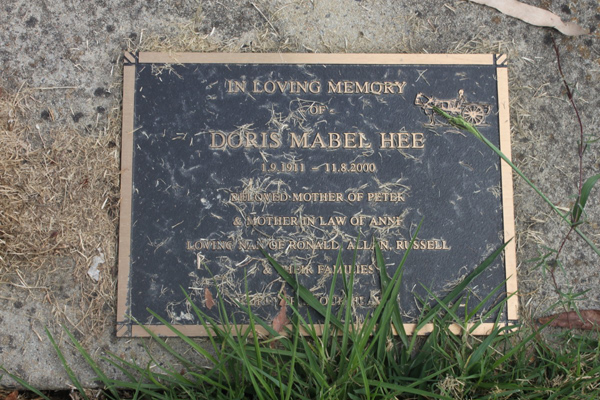 IN LOVING MEMORY
OF
DORIS MABEL HEE
1.9.1911 – 11.8.2000
BELOVED MOTHER OF PETER
& MOTHER IN LAW OF ANNE
LOVING NAN OF RONALD, ALLAN, RUSSELL
& THEIR FAMILIES